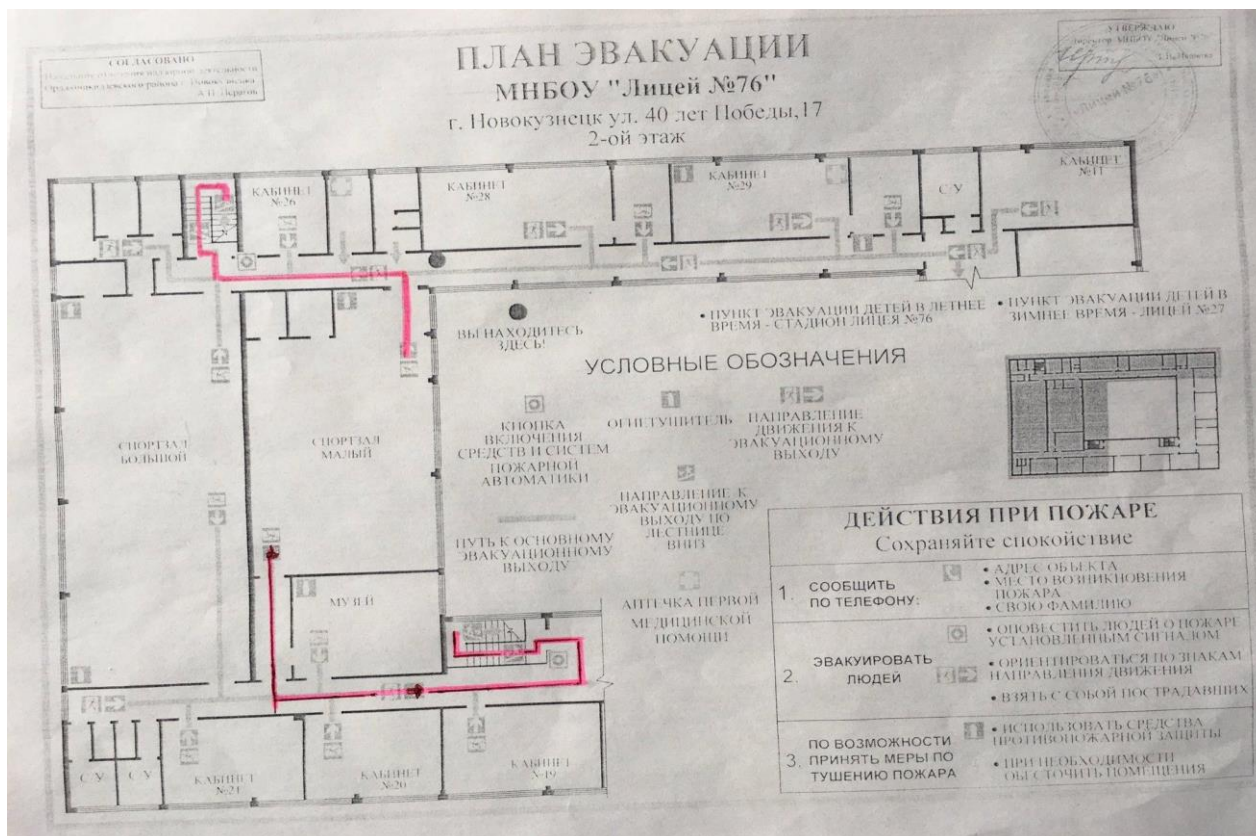 СОГЛАСОВАНО
УТВЕРЖДАЮ
ПЛАН ЭВАКУАЦИИ
МНБОУ "Лицей №76"
г. Новокузнецк ул. 40 лет Победы,17
2-ой этаж
КАБИНЕТ
№26
КАБИНЕТ
№28
КАБИНЕТ
№29
С/У
КАБИНЕТ
№11
ВЫ НАХОДИТЕСЬ
ЗДЕСЬ!
• ПУНКТ ЭВАКУАЦИИ ДЕТЕЙ В ЛЕТНЕЕ
ВРЕМЯ - СТАДИОН ЛИЦЕЯ №76
• ПУНКТ ЭВАКУАЦИИ ДЕТЕЙ В
ЗИМНЕЕ ВРЕМЯ - ЛИЦЕЙ №27
УСЛОВНЫЕ ОБОЗНАЧЕНИЯ
КНОПКА
ВКЛЮЧЕНИЯ
СРЕДСТВ И СИСТЕМ
ПОЖАРНОЙ
АВТОМАТИКИ
ОГНЕТУШИТЕЛЬ
НАПРАВЛЕНИЕ
ДВИЖЕНИЯ К
ЭВАКУАЦИОННОМУ
ВЫХОДУ
НАПРАВЛЕНИЕ К
ЭВАКУАЦИОННОМУ
ВЫХОДУ ПО
ЛЕСТНИЦЕ
ВНИЗ
ПУТЬ К ОСНОВНОМУ
ЭВАКУАЦИОННОМУ
ВЫХОДУ
АПТЕЧКА ПЕРВОЙ
МЕДИЦИНСКОЙ
ПОМОЩИ
СПОРТЗАЛ
БОЛЬШОЙ
СПОРТЗАЛ
МАЛЫЙ
МУЗЕЙ
С/У
С/У
КАБИНЕТ
№21
КАБИНЕТ
№20
КАБИНЕТ
№19
ДЕЙСТВИЯ ПРИ ПОЖАРЕ
Сохраняйте спокойствие
1. СООБЩИТЬ
ПО ТЕЛЕФОНУ:
• АДРЕС ОБЪЕКТА
• МЕСТО ВОЗНИКНОВЕНИЯ
ПОЖАРА
• СВОЮ ФАМИЛИЮ
2. ЭВАКУИРОВАТЬ
ЛЮДЕЙ
• ОПОВЕСТИТЬ ЛЮДЕЙ О ПОЖАРЕ
УСТАНОВЛЕННЫМ СИГНАЛОМ
• ОРИЕНТИРОВАТЬСЯ ПО ЗНАКАМ
НАПРАВЛЕНИЯ ДВИЖЕНИЯ
• ВЗЯТЬ С СОБОЙ ПОСТРАДАВШИХ
3. ПО ВОЗМОЖНОСТИ
ПРИНЯТЬ МЕРЫ ПО
ТУШЕНИЮ ПОЖАРА
• ИСПОЛЬЗОВАТЬ СРЕДСТВА
ПРОТИВОПОЖАРНОЙ ЗАЩИТЫ
• ПРИ НЕОБХОДИМОСТИ
ОБЕСТОЧИТЬ ПОМЕЩЕНИЯ